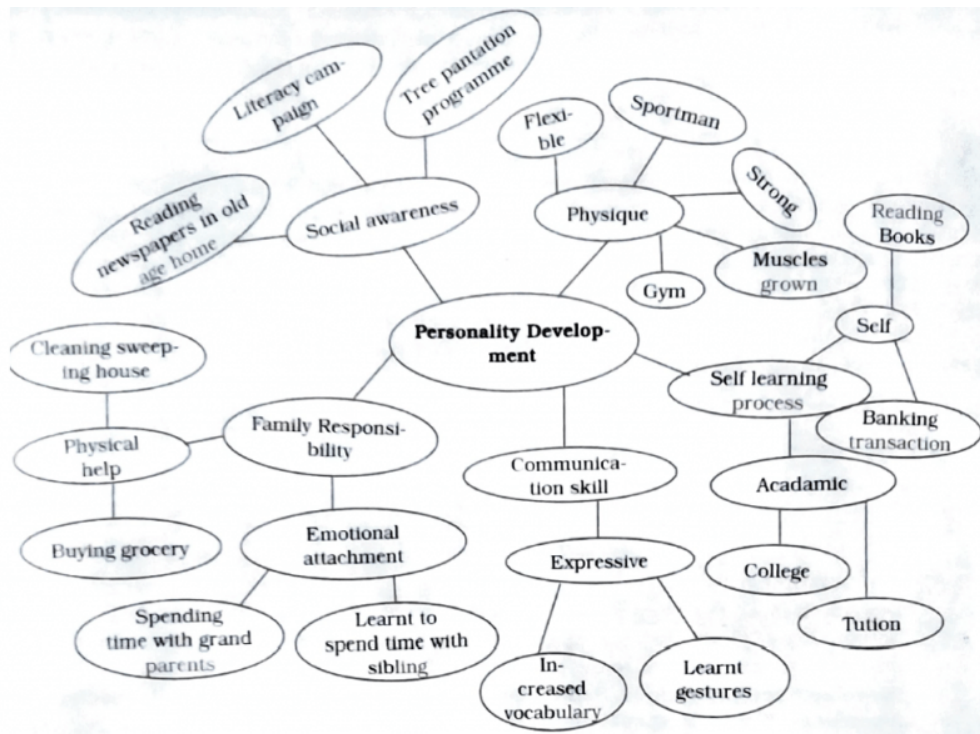 Literacy cam-
paign
Tree pantation
programme
Reading
newspapers in old
age home
Social awareness
Flexi-
ble
Sportman
Strong
Physique
Muscles
grown
Gym
Reading
Books
Self
Personality Develop-
ment
Self learning
process
Banking
transaction
Cleaning sweep-
ing house
Family Responsi-
bility
Physical
help
Buying grocery
Emotional
attachment
Spending
time with grand
parents
Learnt to
spend time with
sibling
Communica-
tion skill
Expressive
In-
creased
vocabulary
Learnt
gestures
Acadamic
College
Tution